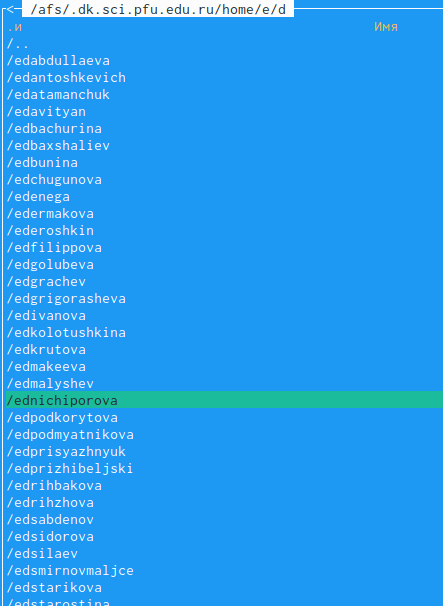 <─ /afs/.dk.sci.pfu.edu.ru/home/e/d
.и Имя
/..
/edabdullaeva
/edantoshkevich
/edatamanchuk
/edavityan
/edbachurina
/edbaxshaliev
/edbunina
/edchugunova
/edenega
/edermakova
/ederoshkin
/edfilippova
/edgolubeva
/edgrachev
/edgrigorasheva
/edivanova
/edkolotushkina
/edkrutova
/edmakeeva
/edmalyshev
/ednichiporova
/edpodkorytova
/edpodmyatnikova
/edprisyazhnyuk
/edprizhibeljski
/edrihbakova
/edrihzhova
/edsabdenov
/edsidorova
/edsilaev
/edsmirnovmaljce
/edstarikova
/edstarostina